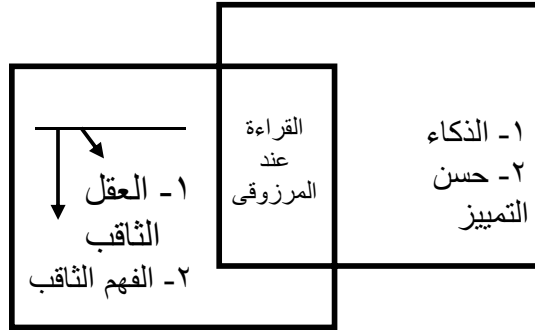 ١- الذكاء
٢- حسن
التمييز
القراءة
عند
المرزوقى
١- العقل
الثاقب
٢- الفهم الثاقب